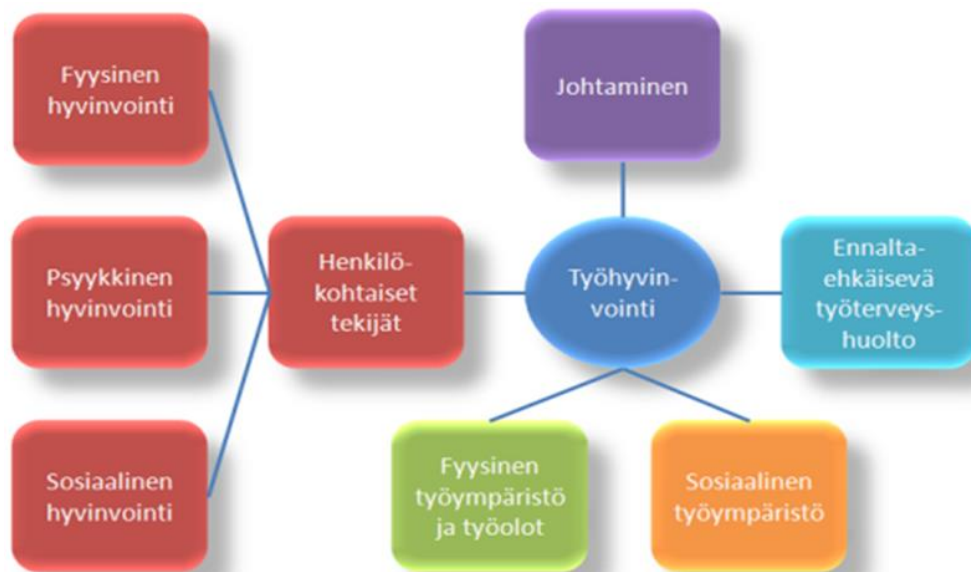 Fyysinen
hyvinvointi
Johtaminen
Psyykkinen
hyvinvointi
Henkilö-
kohtaiset
tekijät
Työhyvin-
vointi
Ennalta-
ehkäisevä
työterveys-
huolto
Sosiaalinen
hyvinvointi
Fyysinen
työympäristö
ja työolot
Sosiaalinen
työympäristö